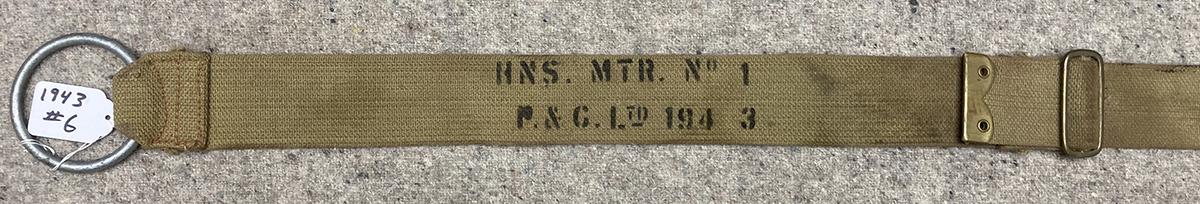 1943
#6
HNS. MTR. Nº 1
P. & G. LTD 194 3